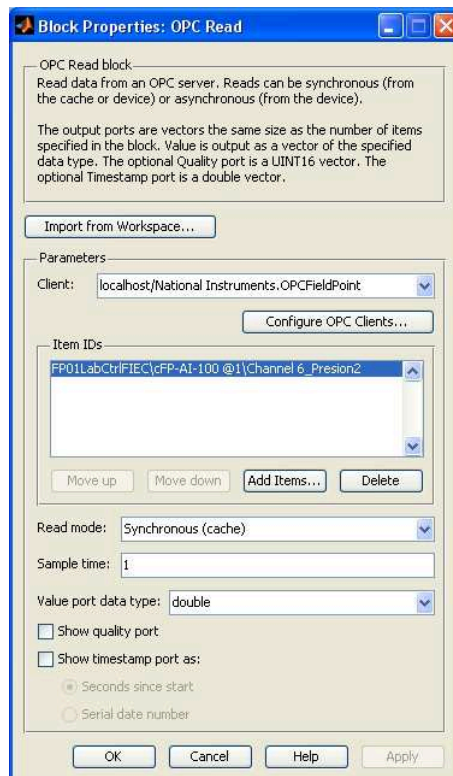 Block Properties: OPC Read
OPC Read block
Read data from an OPC server. Reads can be synchronous (from
the cache or device) or asynchronous (from the device).
The output ports are vectors the same size as the number of items
specified in the block. Value is output as a vector of the specified
data type. The optional Quality port is a UINT16 vector. The
optional Timestamp port is a double vector.
Import from Workspace...
Parameters
Client: localhost/National Instruments.OPCFieldPoint
Configure OPC Clients...
Item IDs
FP01LabCtrlFIEC\cFP-AI-100 @1\Channel 6_Presion2
Move up Move down Add Items... Delete
Read mode: Synchronous (cache)
Sample time: 1
Value port data type: double
Show quality port
Show timestamp port as:
Seconds since start
Serial date number
OK Cancel Help Apply